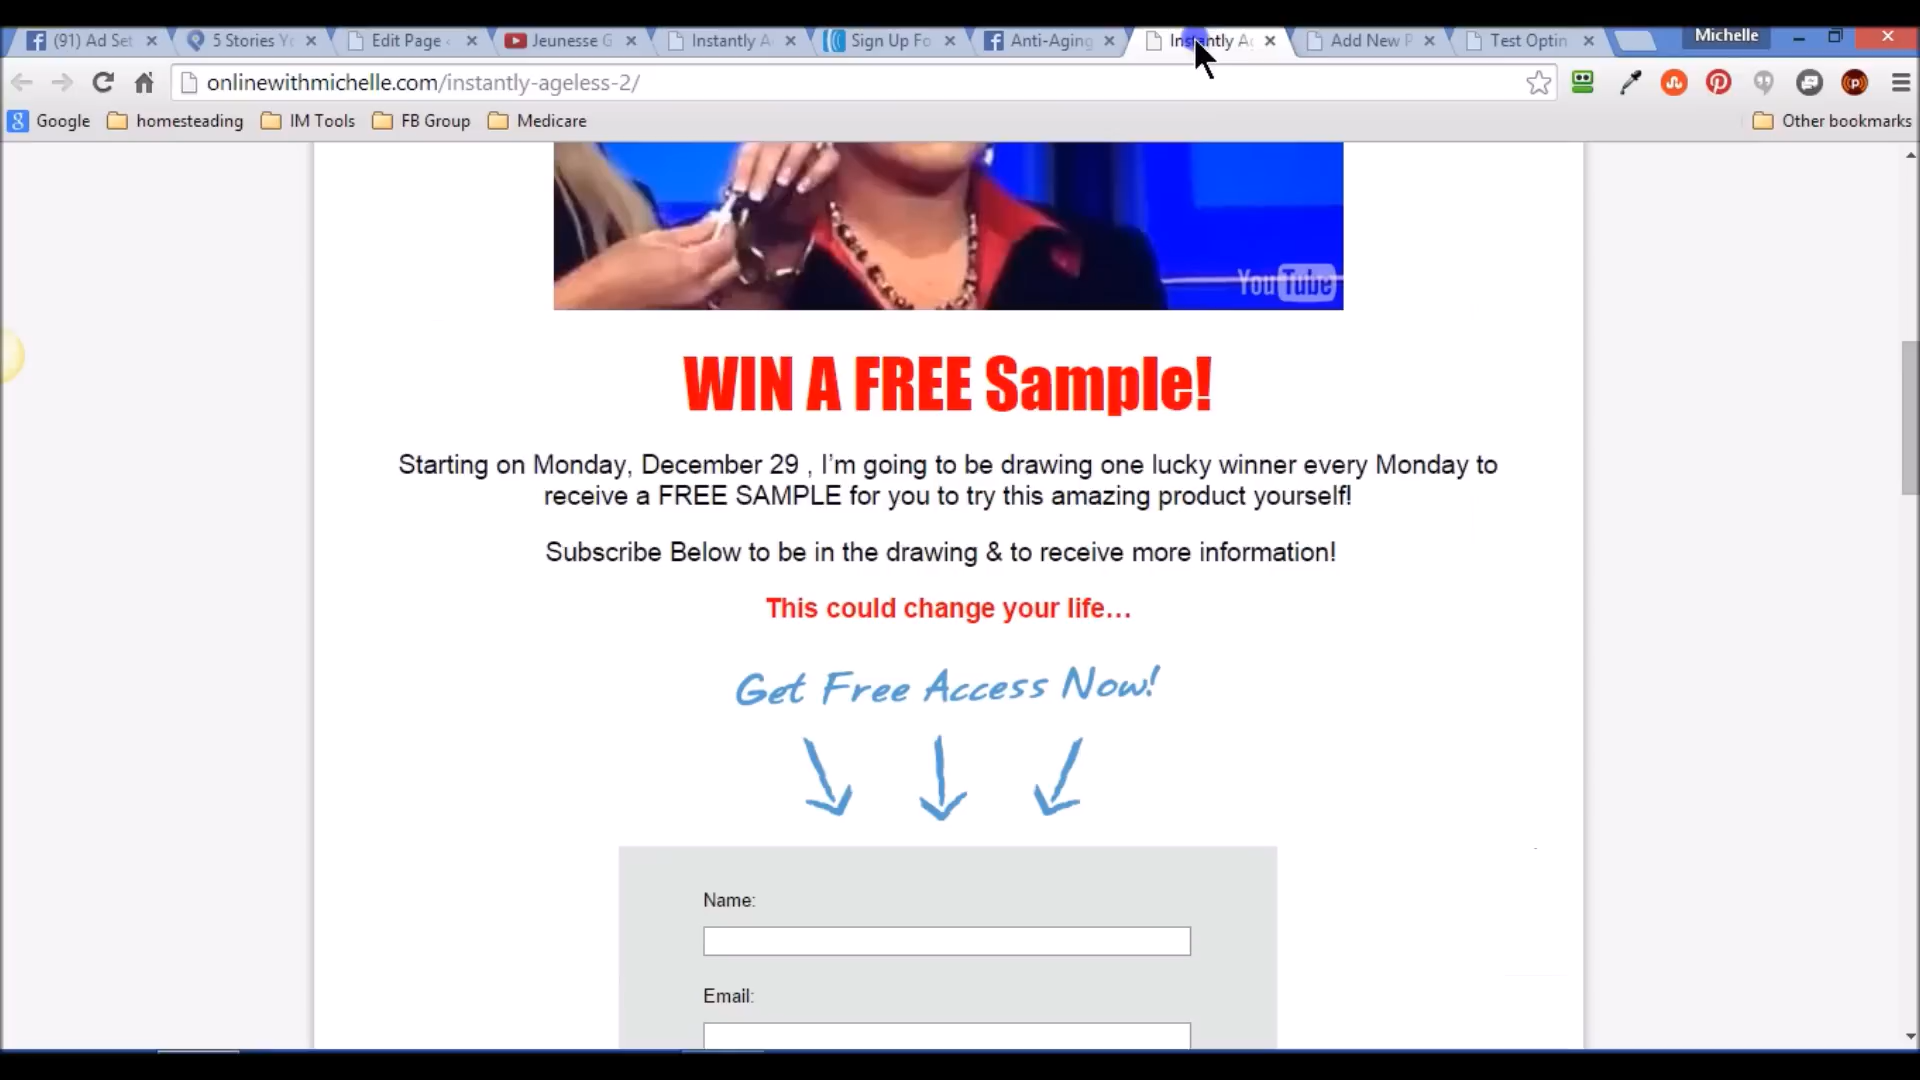 (91) Ad Set
5 Stories Yo
Edit Page
Jeunesse G
Instantly A
Sign Up Fo
Anti-Aging
Instantly Ag
Add New P
Test Optin
Michelle
onlinewithmichelle.com/instantly-ageless-2/
Google
homesteading
IM Tools
FB Group
Medicare
Other bookmarks
YouTube
WIN A FREE Sample!
Starting on Monday, December 29 , I'm going to be drawing one lucky winner every Monday to
receive a FREE SAMPLE for you to try this amazing product yourself!
Subscribe Below to be in the drawing & to receive more information!
This could change your life…
Get Free Access Now!
Name:
Email: